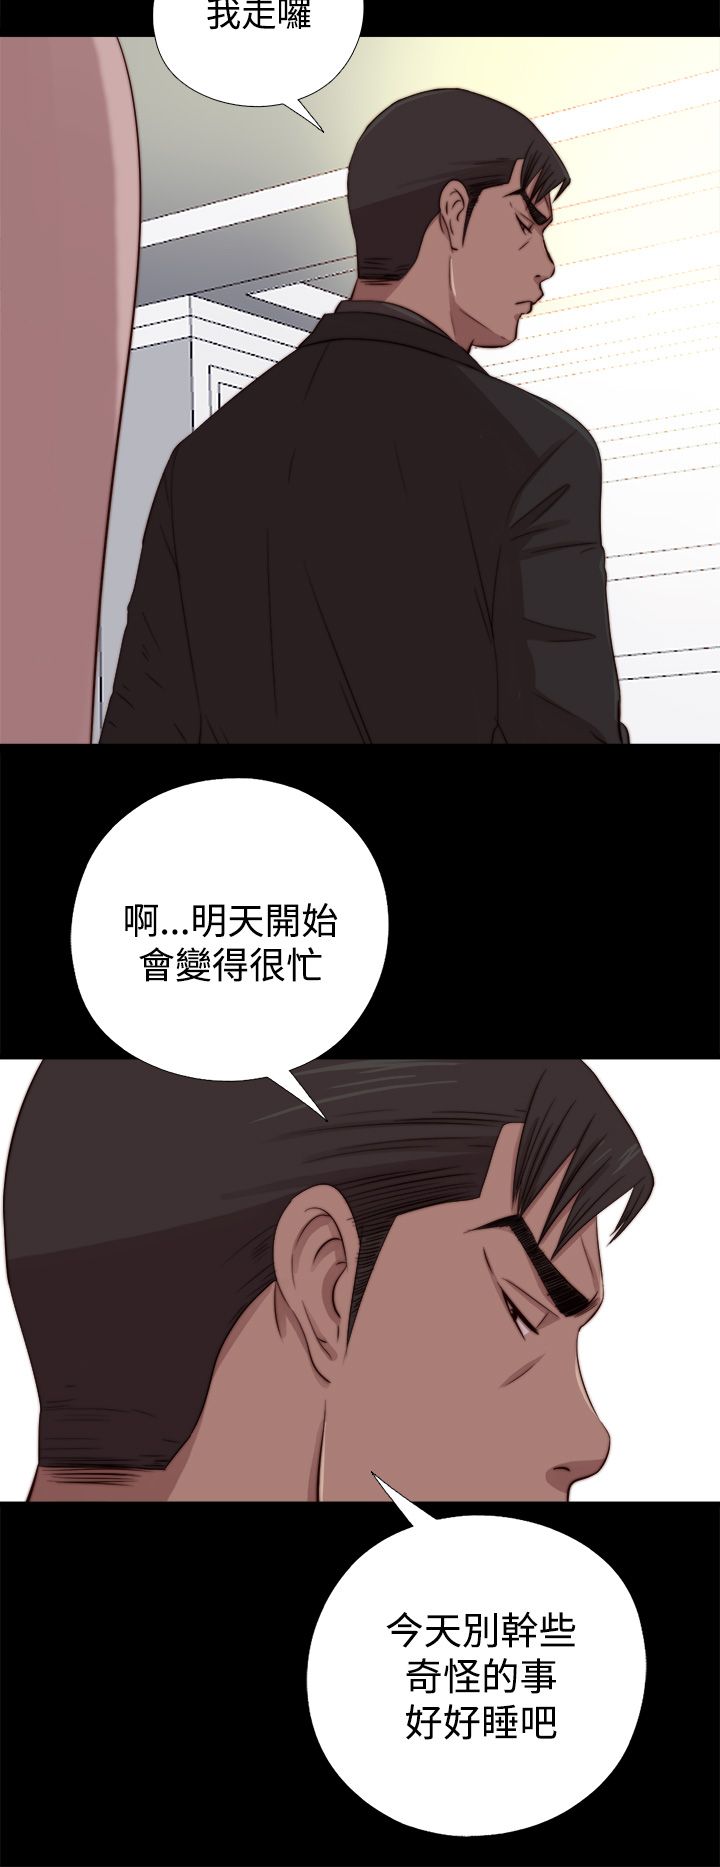 我走囉
啊...明天開始
會變得很忙
今天別幹些
奇怪的事
好好睡吧